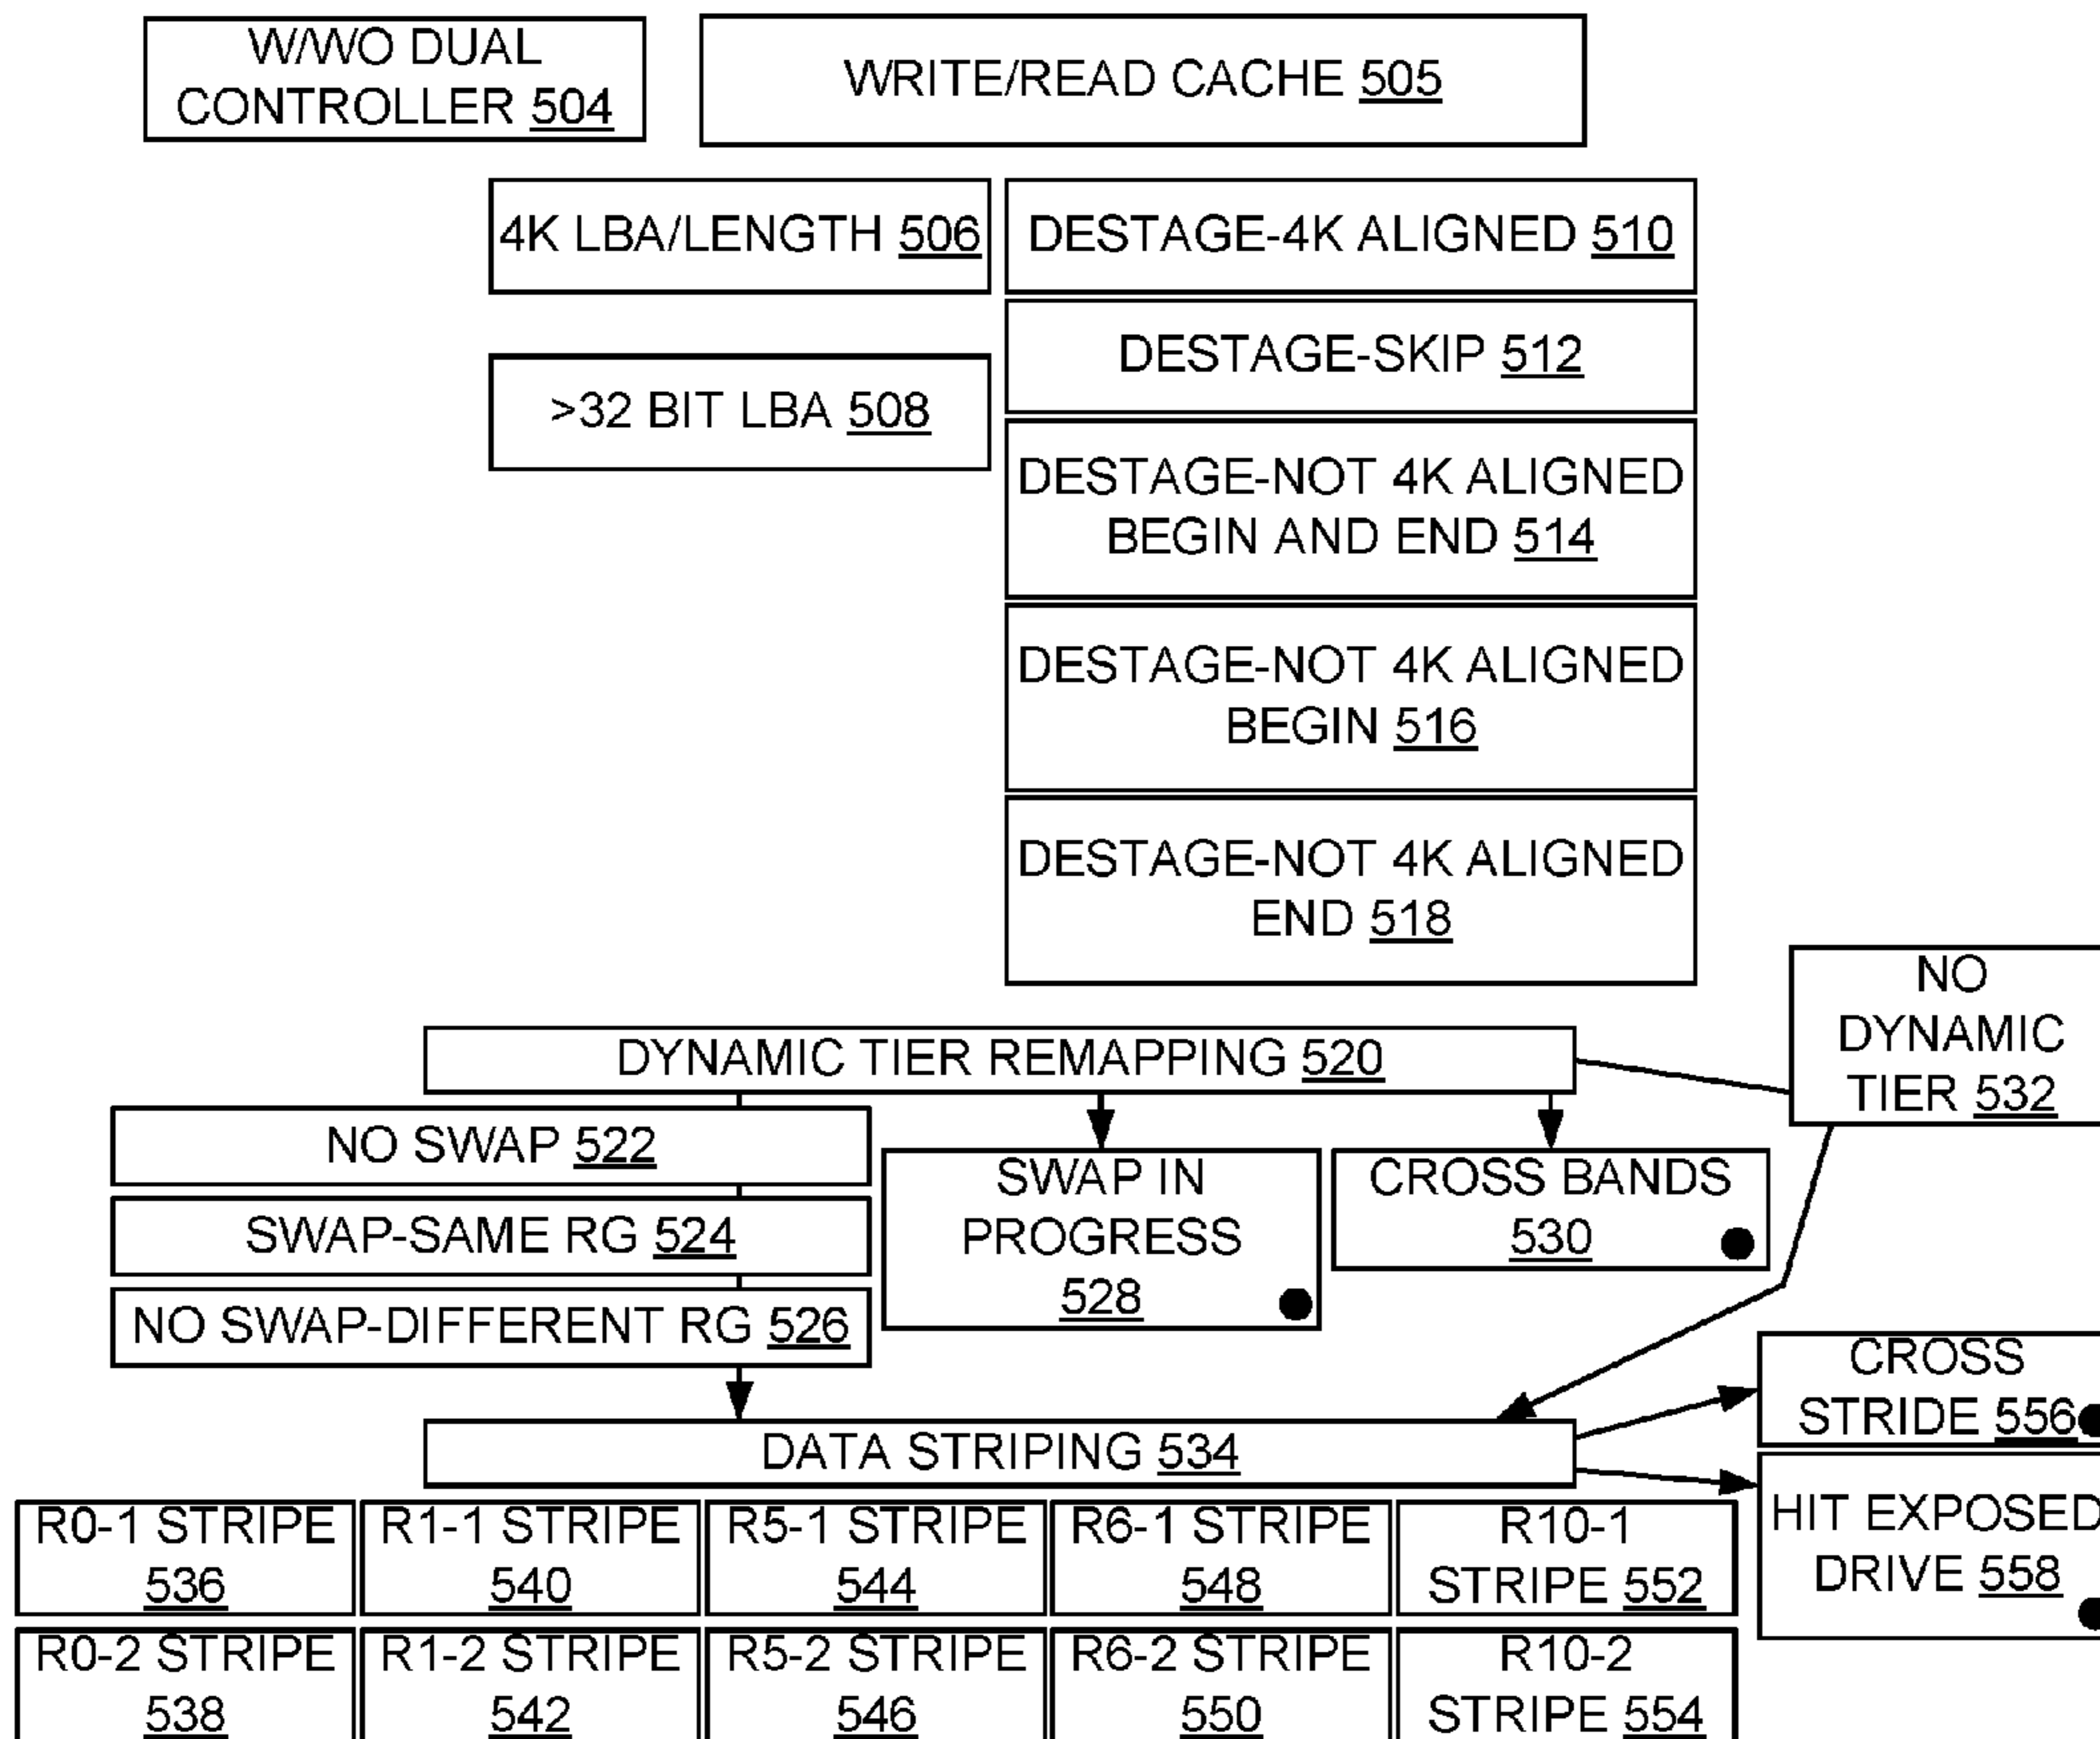 W/WO DUAL
CONTROLLER 504
WRITE/READ CACHE 505
4K LBA/LENGTH 506
DESTAGE-4K ALIGNED 510
DESTAGE-SKIP 512
>32 BIT LBA 508
DESTAGE-NOT 4K ALIGNED
BEGIN AND END 514
DESTAGE-NOT 4K ALIGNED
BEGIN 516
DESTAGE-NOT 4K ALIGNED
END 518
NO
DYNAMIC
TIER 532
DYNAMIC TIER REMAPPING 520
NO SWAP 522
SWAP-SAME RG 524
NO SWAP-DIFFERENT RG 526
SWAP IN
PROGRESS
528
CROSS BANDS
530
CROSS
STRIDE 556
DATA STRIPING 534
HIT EXPOSED
DRIVE 558
R0-1 STRIPE
536
R1-1 STRIPE
540
R5-1 STRIPE
544
R6-1 STRIPE
548
R10-1
STRIPE 552
R0-2 STRIPE
538
R1-2 STRIPE
542
R5-2 STRIPE
546
R6-2 STRIPE
550
R10-2
STRIPE 554